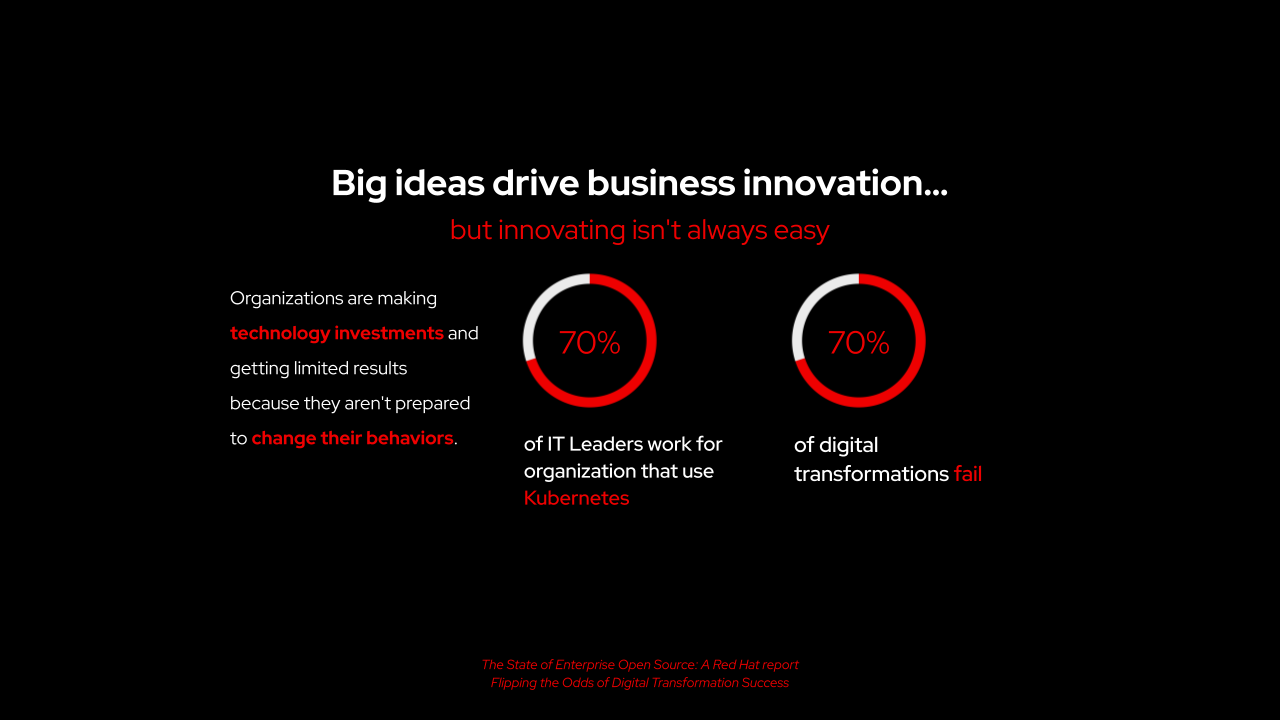 Big ideas drive business innovation...
but innovating isn't always easy
Organizations are making
technology investments and
getting limited results
because they aren't prepared
to change their behaviors.
70%
of IT Leaders work for
organization that use
Kubernetes
70%
of digital
transformations fail
The State of Enterprise Open Source: A Red Hat report
Flipping the Odds of Digital Transformation Success